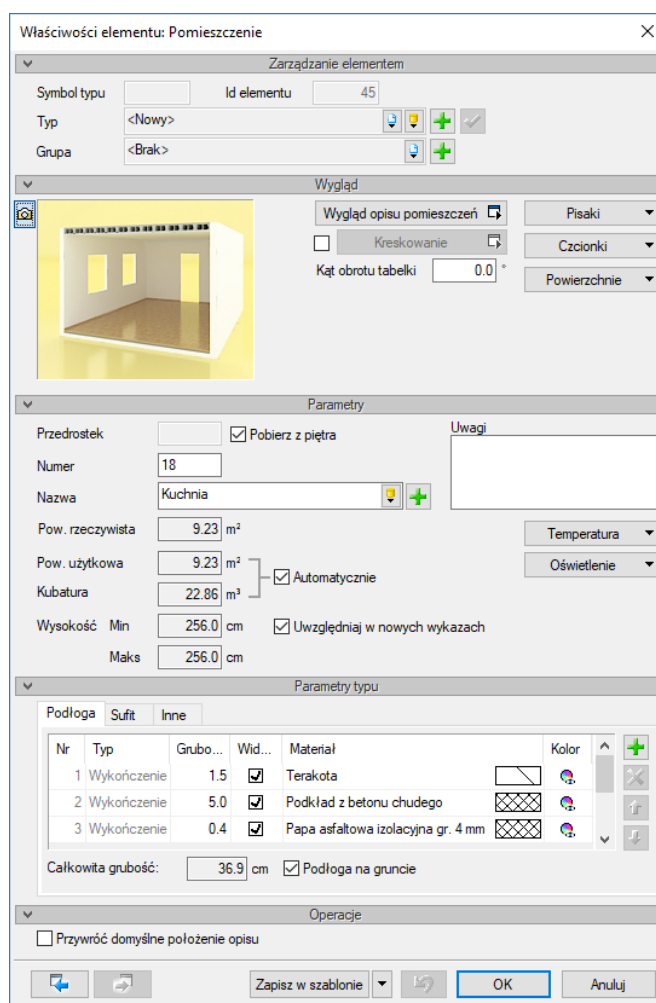 Właściwości elementu: Pomieszczenie
Zarządzanie elementem
Symbol typu Id elementu 45
Typ <Nowy>
Grupa <Brak>
Wygląd
Wygląd opisu pomieszczeń Pisaki
Kreskowanie Czcionki
Kąt obrotu tabelki 0.0 ° Powierzchnie
Parametry
Przedrostek Pobierz z piętra Uwagi
Numer 18
Nazwa Kuchnia
Pow. rzeczywista 9.23 m² Temperatura
Pow. użytkowa 9.23 m² Oświetlenie
Automatycznie
Kubatura 22.86 m³
Wysokość Min 256.0 cm Uwzględniaj w nowych wykazach
Maks 256.0 cm
Parametry typu
Podłoga Sufit Inne
Nr Typ Grubo... Wid... Materiał Kolor
1 Wykończenie 1.5 Terakota
2 Wykończenie 5.0 Podkład z betonu chudego
3 Wykończenie 0.4 Papa asfaltowa izolacyjna gr. 4 mm
Całkowita grubość: 36.9 cm Podłoga na gruncie
Operacje
Przywróć domyślne położenie opisu
Zapisz w szablonie OK Anuluj